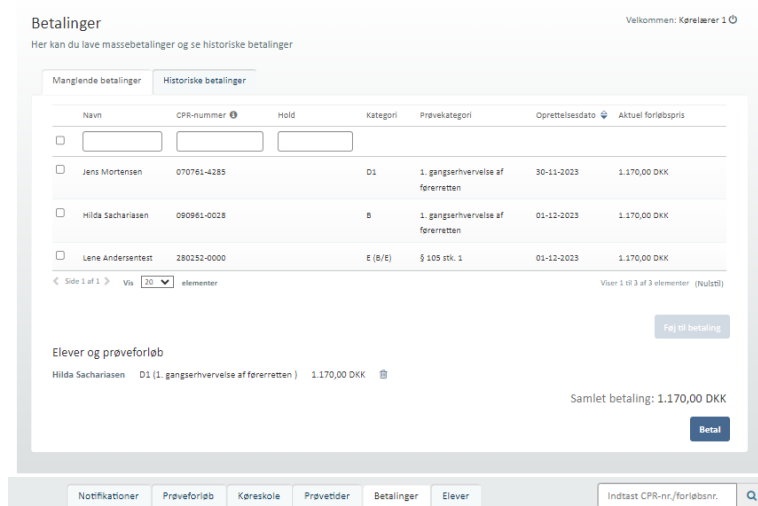 Betalinger
Velkommen: Kørelærer 1
Her kan du lave massebetalinger og se historiske betalinger
Manglende betalinger Historiske betalinger
Navn CPR-nummer Hold Kategori Prøvekategori Oprettelsesdato Aktuel forløbspris
Jens Mortensen 070761-4285 D1 1. gangserhvervelse af førerretten 30-11-2023 1.170,00 DKK
Hilda Sachariasen 090961-0028 B 1. gangserhvervelse af førerretten 01-12-2023 1.170,00 DKK
Lene Andersentest 280252-0000 E (B/E) § 105 stk. 1 01-12-2023 1.170,00 DKK
Side 1 af 1 Vis 20 elementer Viser 1 til 3 af 3 elementer (Nulstil)
Føj til betaling
Elever og prøveforløb
Hilda Sachariasen D1 (1. gangserhvervelse af førerretten ) 1.170,00 DKK
Samlet betaling: 1.170,00 DKK
Betal
Notifikationer Prøveforløb Køreskole Prøvetider Betalinger Elever Indtast CPR-nr./forløbsnr.